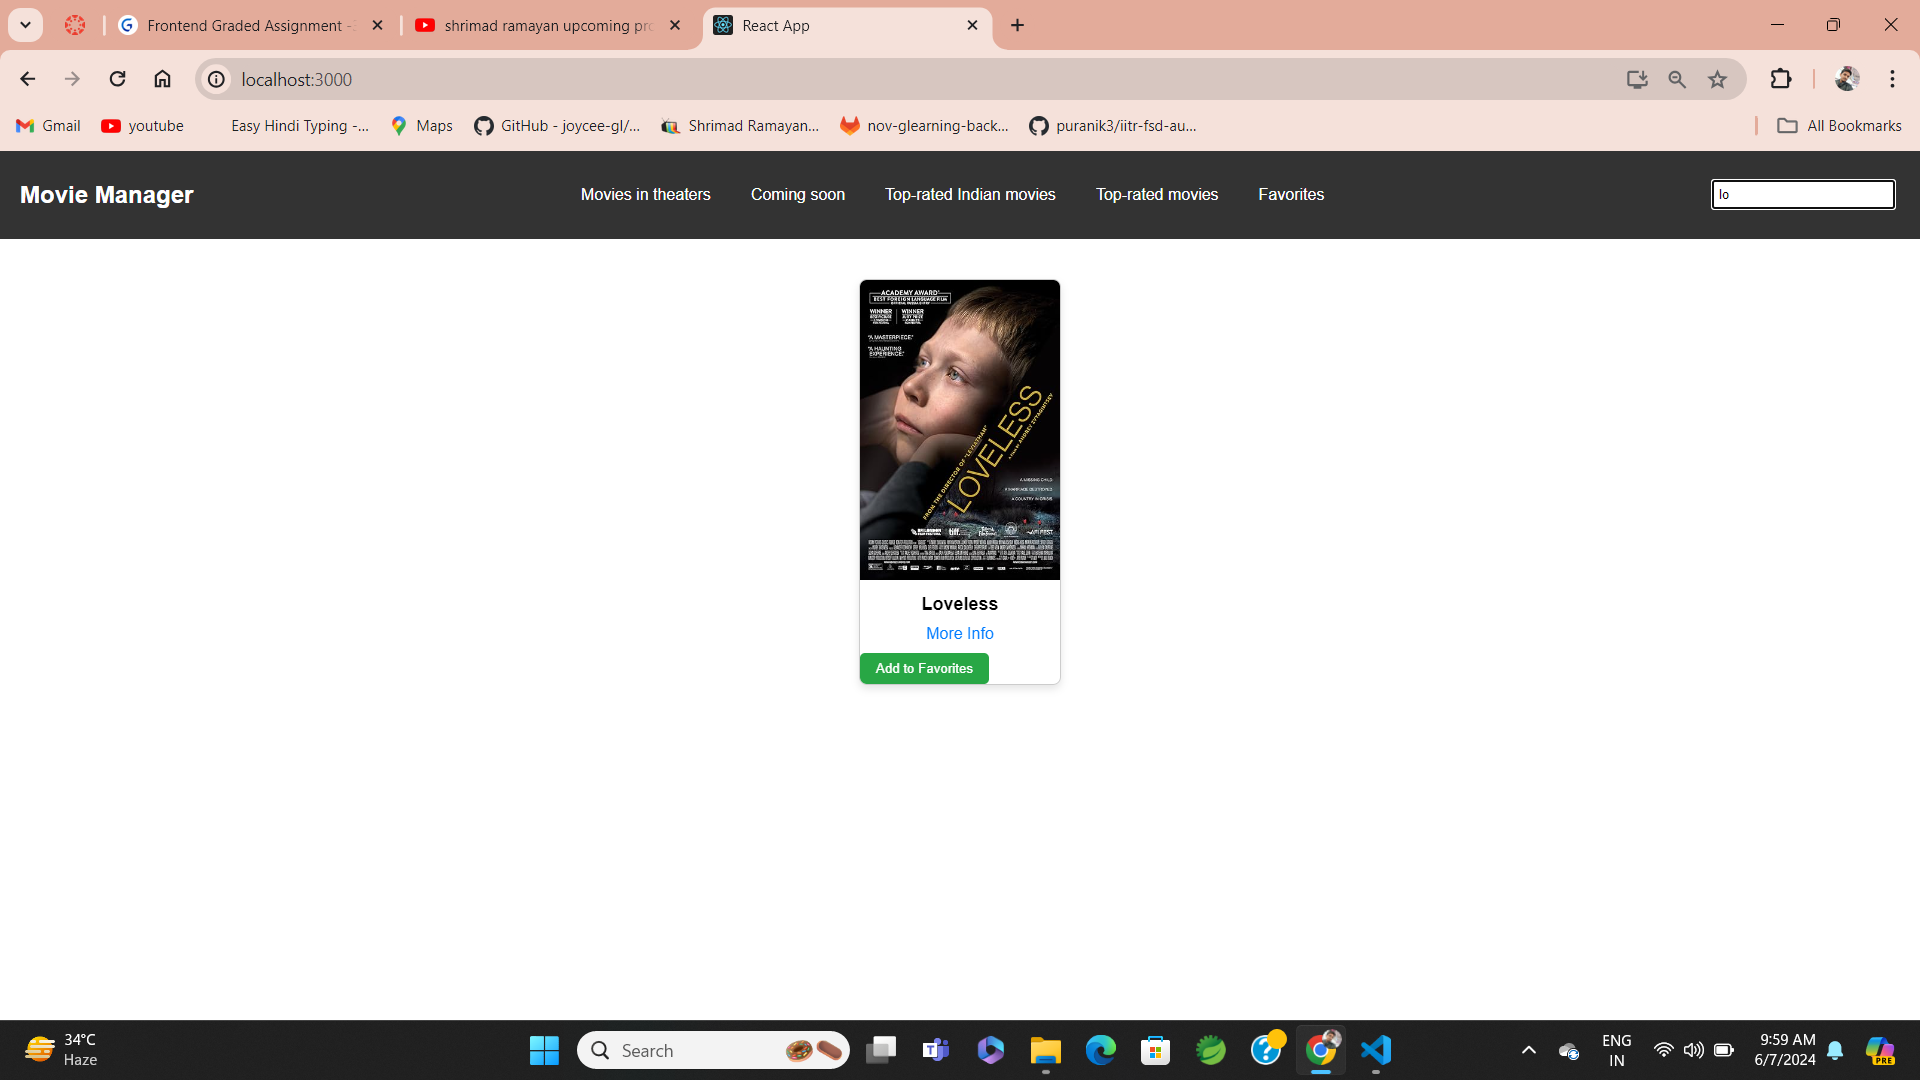 Frontend Graded Assignment -
shrimad ramayan upcoming pro
React App
localhost:3000
Gmail
youtube
Easy Hindi Typing -...
Maps
GitHub - joycee-gl/...
Shrimad Ramayan...
nov-glearning-back...
puranik3/iitr-fsd-au...
All Bookmarks
Movie Manager
Movies in theaters
Coming soon
Top-rated Indian movies
Top-rated movies
Favorites
lo
ACADEMY AWARD
BEST FOREIGN LANGUAGE FILM
WINNER
WINNER
"A MASTERPIECE."
"A HAUNTING
EXPERIENCE."
FROM THE DIRECTOR OF "LEVIATHAN"
LOVELESS
A FILM BY ANDREY ZVYAGINTSEV
A MISSING CHILD
A MARRIAGE DESTROYED
A COUNTRY IN CRISIS
Loveless
More Info
Add to Favorites
34°C
Haze
Search
ENG
IN
9:59 AM
6/7/2024
PRE